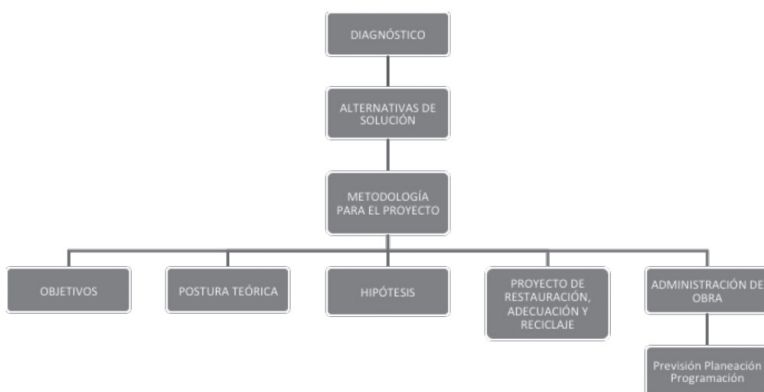 DIAGNÓSTICO
ALTERNATIVAS DE
SOLUCIÓN
METODOLOGÍA
PARA EL PROYECTO
OBJETIVOS
POSTURA TEÓRICA
HIPÓTESIS
PROYECTO DE
RESTAURACIÓN,
ADECUACIÓN Y
RECICLAJE
ADMINISTRACIÓN DE
OBRA
Previsión Planeación
Programación